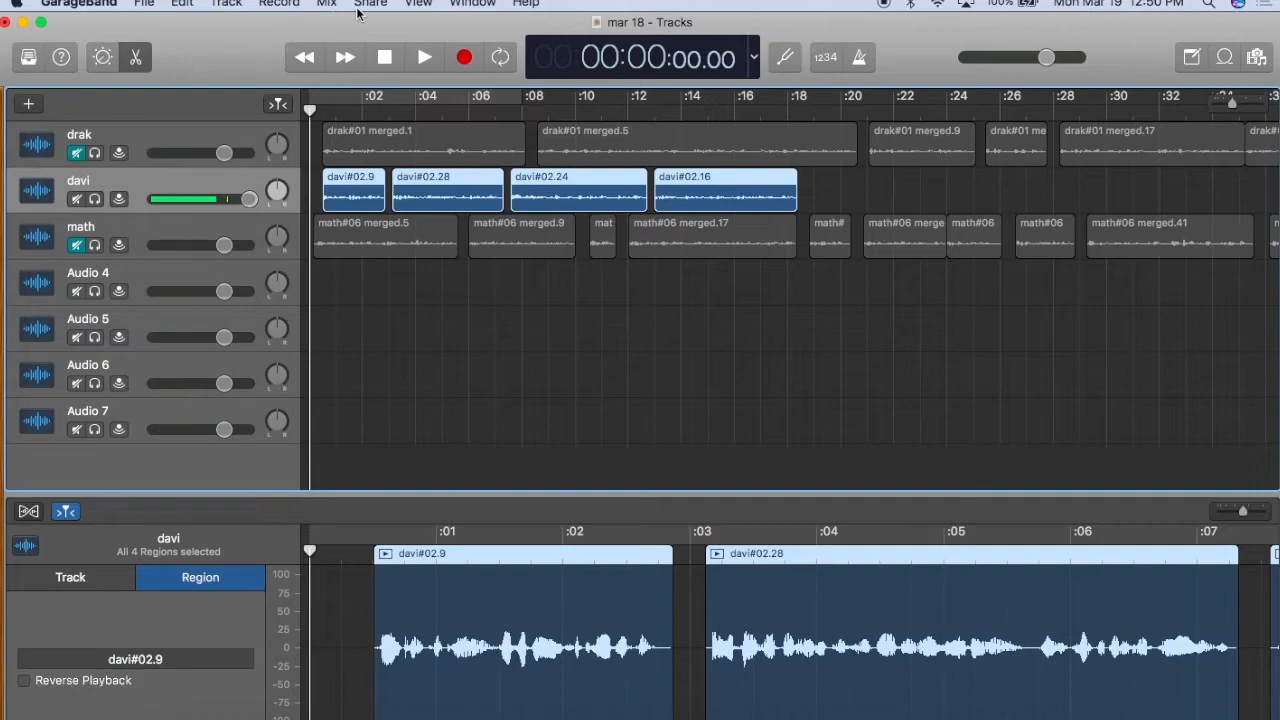 GarageBand File Edit Track Record Mix Share View Window Help 100% Mon Mar 19 12:50 PM
mar 18 - Tracks
00:00:00.00 1234
:02 :04 :06 :08 :10 :12 :14 :16 :18 :20 :22 :24 :26 :28 :30 :32
drak drak#01 merged.1 drak#01 merged.5 drak#01 merged.9 drak#01 me drak#01 merged.17 drak#
davi davi#02.9 davi#02.28 davi#02.24 davi#02.16
math math#06 merged.5 math#06 merged.9 mat math#06 merged.17 math# math#06 merge math#06 math#06 math#06 merged.41
Audio 4
L R
Audio 5
L R
Audio 6
L R
Audio 7
L R
:01 :02 :03 :04 :05 :06 :07
davi
All 4 Regions selected
davi#02.9 davi#02.28
Track Region
100
75
50
25
0
-25
-50
-75
davi#02.9
Reverse Playback